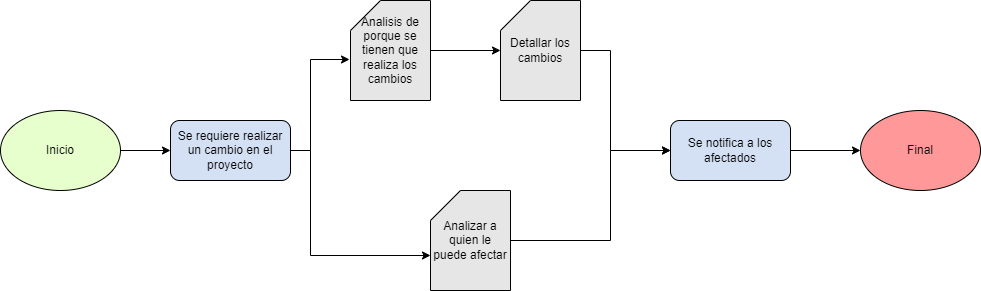 Inicio
Se requiere realizar
un cambio en el
proyecto
Analisis de
porque se
tienen que
realiza los
cambios
Detallar los
cambios
Analizar a
quien le
puede afectar
Se notifica a los
afectados
Final